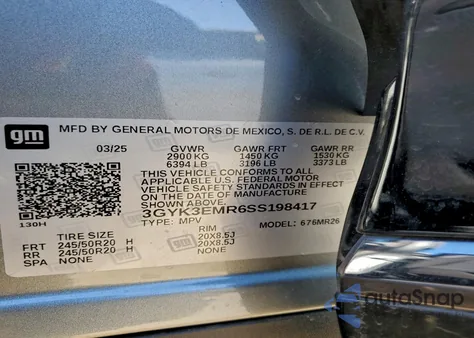 gm
MFD BY GENERAL MOTORS DE MEXICO, S. DE R.L. DE C.V.
03/25 GVWR GAWR FRT GAWR RR
2900 KG 1450 KG 1530 KG
6394 LB 3196 LB 3373 LB
THIS VEHICLE CONFORMS TO ALL
APPLICABLE U.S. FEDERAL MOTOR
VEHICLE SAFETY STANDARDS IN EFFECT
ON THE DATE OF MANUFACTURE
SHOWN ABOVE.
3GYK3EMR6SS198417
TYPE: MPV MODEL: 676MR26
130H
TIRE SIZE RIM
FRT 245/50R20 H 20X8.5J
RR 245/50R20 H 20X8.5J
SPA NONE NONE
autoSnap